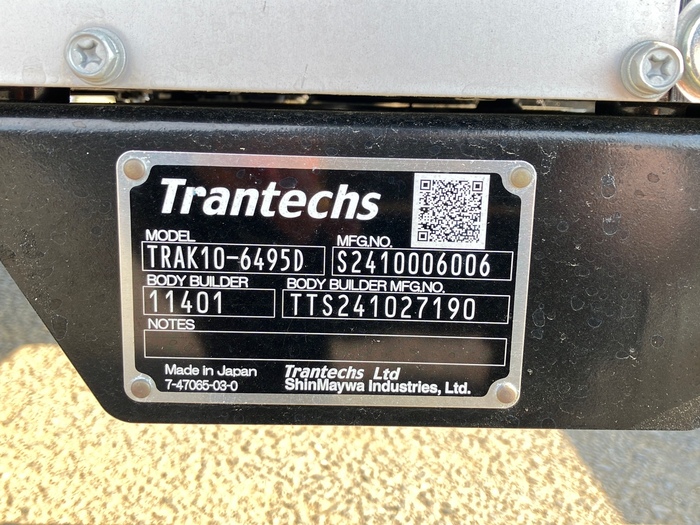 Trantechs
MODEL MFG.NO.
TRAK10-6495D S2410006006
BODY BUILDER BODY BUILDER MFG.NO.
11401 TTS241027190
NOTES
Made in Japan Trantechs Ltd
7-47065-03-0 ShinMaywa Industries, Ltd.